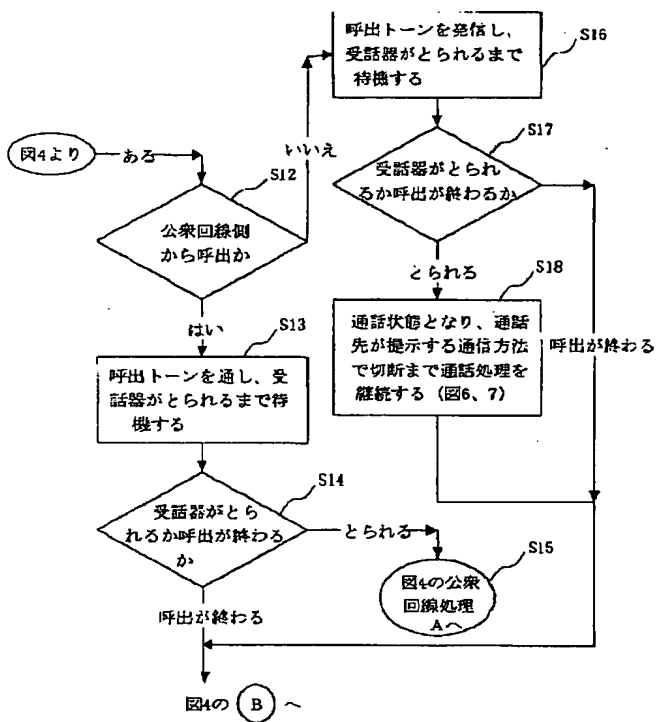 呼出トーンを発信し、
受話器がとられるまで
待機する
S16
図4より
ある
いいえ
S12
公衆回線側
から呼出か
S17
受話器がとられ
るか呼出が終わるか
とられる
S18
はい
S13
通話状態となり、通話
先が提示する通信方法
で切断まで通話処理を
継続する（図6、7）
呼出が終わる
呼出トーンを通し、受
話器がとられるまで待
機する
S14
受話器がとら
れるか呼出が終わる
か
とられる
S15
図4の公衆
回線処理
Aへ
呼出が終わる
図4の B へ